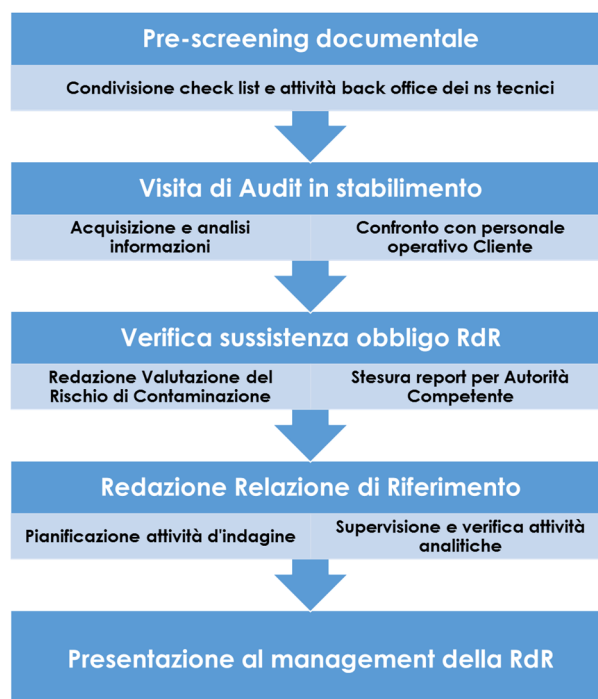 Pre-screening documentale
Condivisione check list e attività back office dei ns tecnici
Visita di Audit in stabilimento
Acquisizione e analisi
informazioni
Confronto con personale
operativo Cliente
Verifica sussistenza obbligo RdR
Redazione Valutazione del
Rischio di Contaminazione
Stesura report per Autorità
Competente
Redazione Relazione di Riferimento
Pianificazione attività d'indagine
Supervisione e verifica attività
analitiche
Presentazione al management della RdR